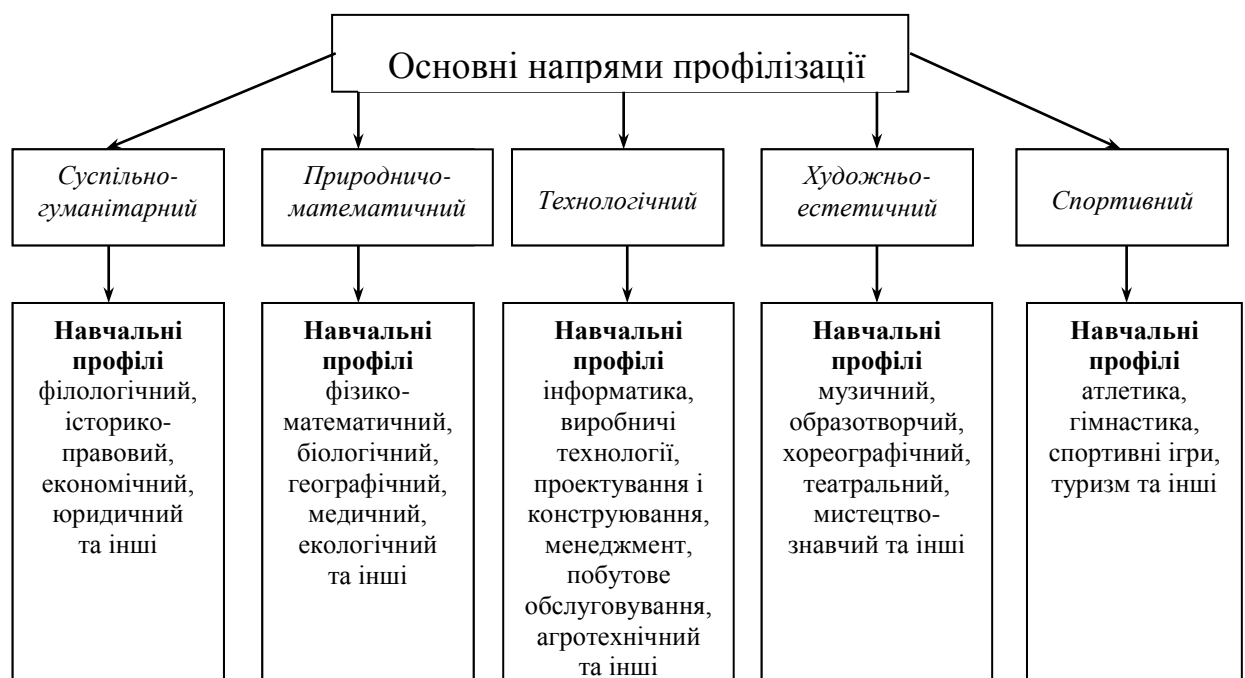 Основні напрями профілізації
Суспільно-
гуманітарний
Природничо-
математичний
Технологічний
Художньо-
естетичний
Спортивний
Навчальні
профілі
філологічний,
історико-
правовий,
економічний,
юридичний
та інші
Навчальні
профілі
фізико-
математичний,
біологічний,
географічний,
медичний,
екологічний
та інші
Навчальні
профілі
інформатика,
виробничі
технології,
проектування і
конструювання,
менеджмент,
побутове
обслуговування,
агротехнічний
та інші
Навчальні
профілі
музичний,
образотворчий,
хореографічний,
театральний,
мистецтво-
знавчий та інші
Навчальні
профілі
атлетика,
гімнастика,
спортивні ігри,
туризм та інші